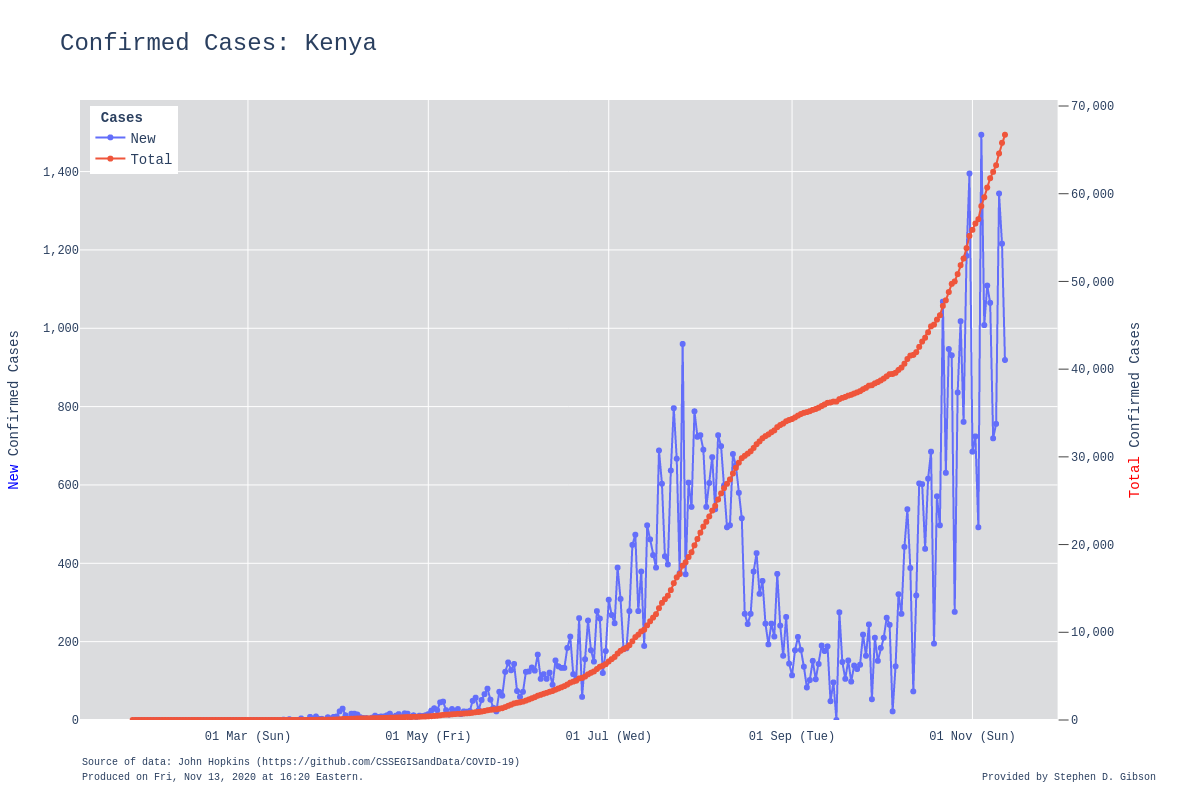 Confirmed Cases: Kenya
Cases
New
Total
1,400
1,200
1,000
800
600
400
200
0
New Confirmed Cases
70,000
60,000
50,000
40,000
30,000
20,000
10,000
0
Total Confirmed Cases
01 Mar (Sun) 01 May (Fri) 01 Jul (Wed) 01 Sep (Tue) 01 Nov (Sun)
Source of data: John Hopkins (https://github.com/CSSEGISandData/COVID-19)
Produced on Fri, Nov 13, 2020 at 16:20 Eastern.
Provided by Stephen D. Gibson